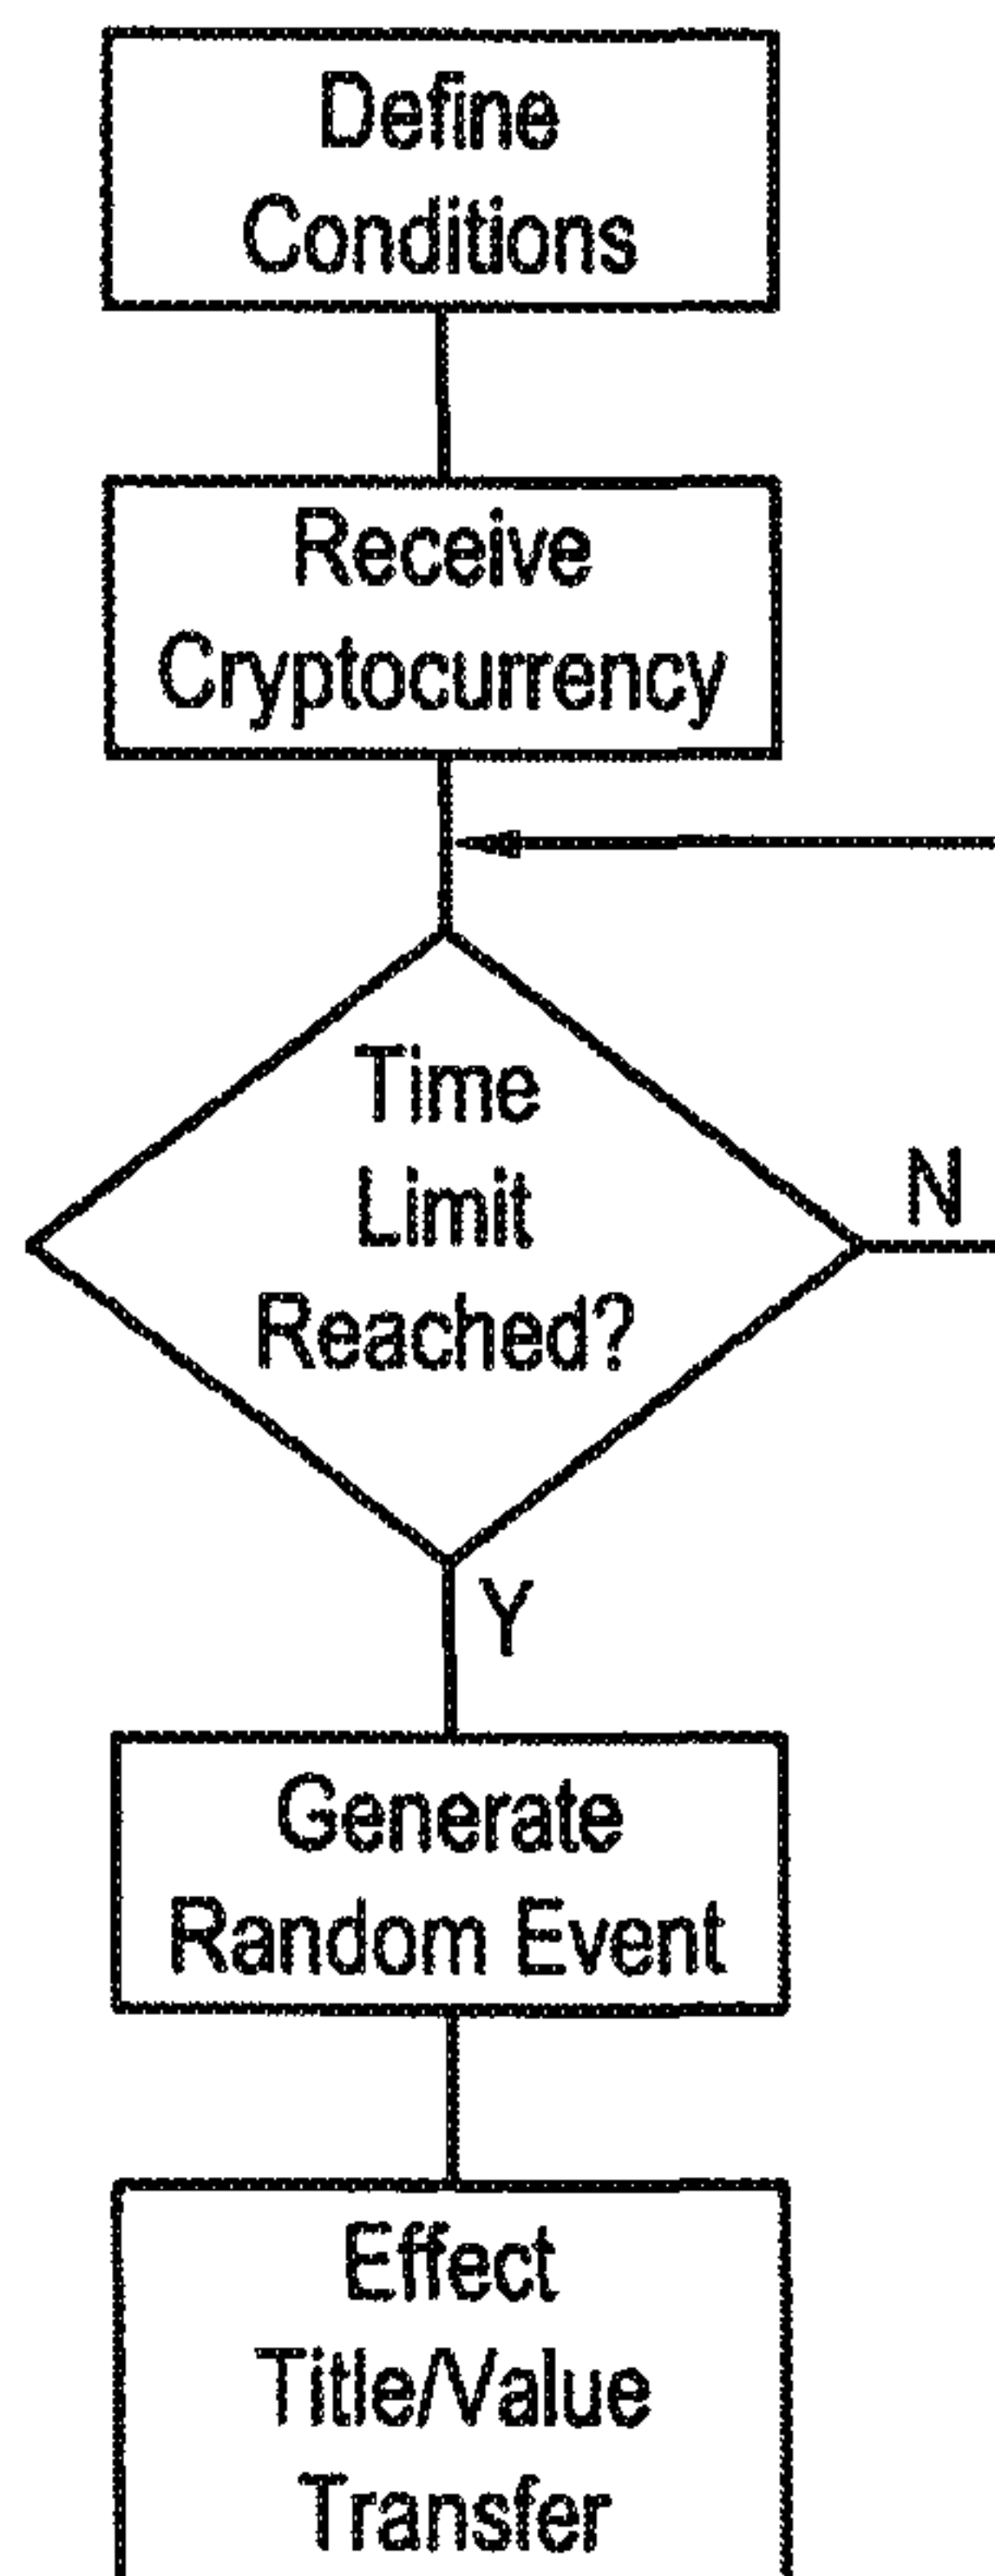 Define
Conditions
Receive
Cryptocurrency
Time
Limit
Reached?
N
Y
Generate
Random Event
Effect
Title/Value
Transfer